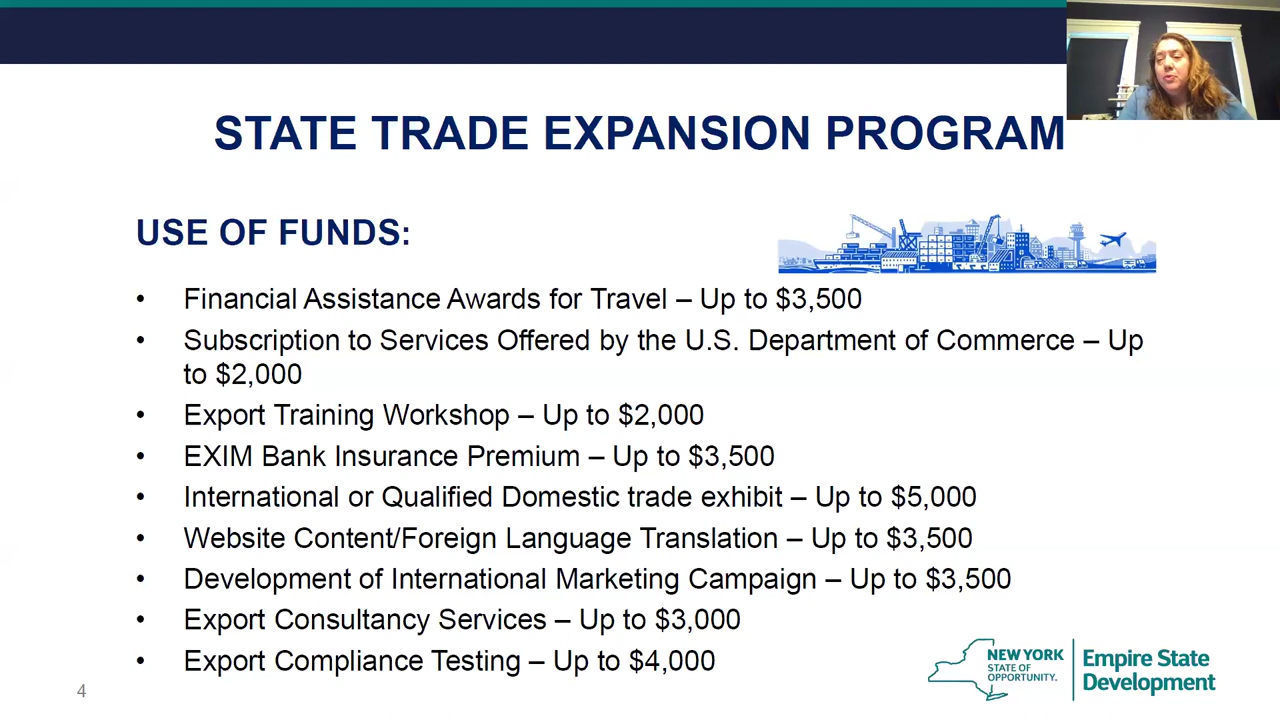 STATE TRADE EXPANSION PROGRAM
USE OF FUNDS:
• Financial Assistance Awards for Travel – Up to $3,500
• Subscription to Services Offered by the U.S. Department of Commerce – Up
to $2,000
• Export Training Workshop – Up to $2,000
• EXIM Bank Insurance Premium – Up to $3,500
• International or Qualified Domestic trade exhibit – Up to $5,000
• Website Content/Foreign Language Translation – Up to $3,500
• Development of International Marketing Campaign – Up to $3,500
• Export Consultancy Services – Up to $3,000
• Export Compliance Testing – Up to $4,000
4
NEW YORK
STATE OF
OPPORTUNITY.
Empire State
Development